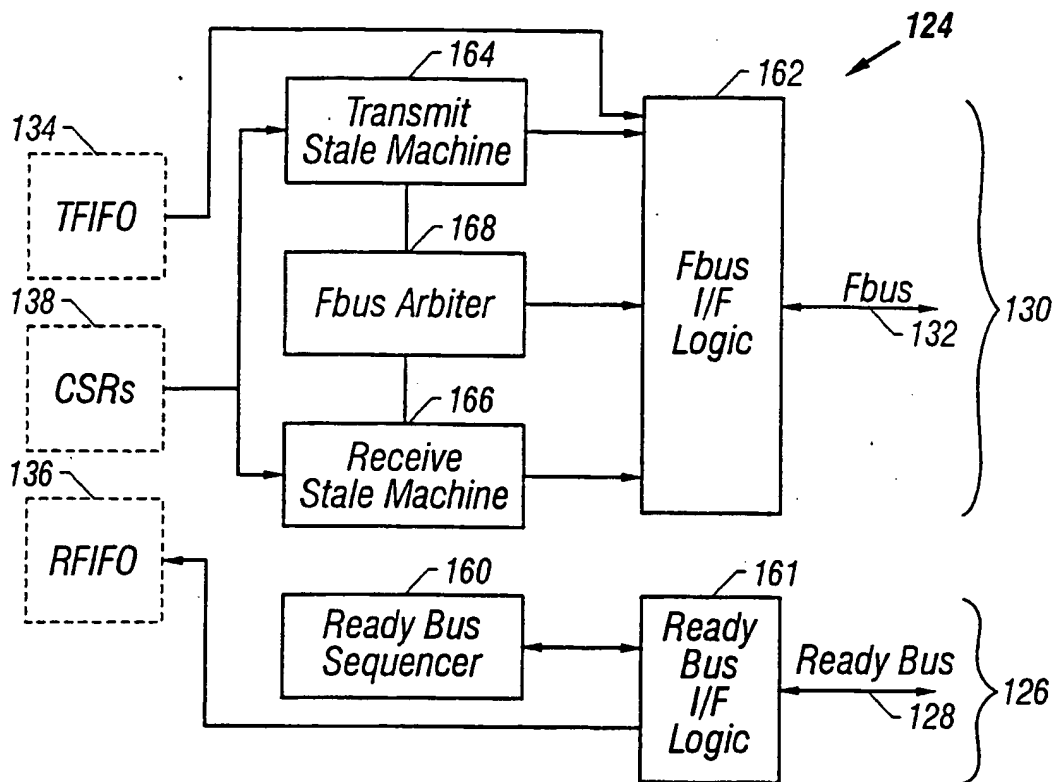 124
164
Transmit
Stale Machine
162
134
TFIFO
168
Fbus Arbiter
Fbus
I/F
Logic
Fbus
132
130
138
CSRs
166
Receive
Stale Machine
136
RFIFO
160
Ready Bus
Sequencer
161
Ready
Bus
I/F
Logic
Ready Bus
128
126